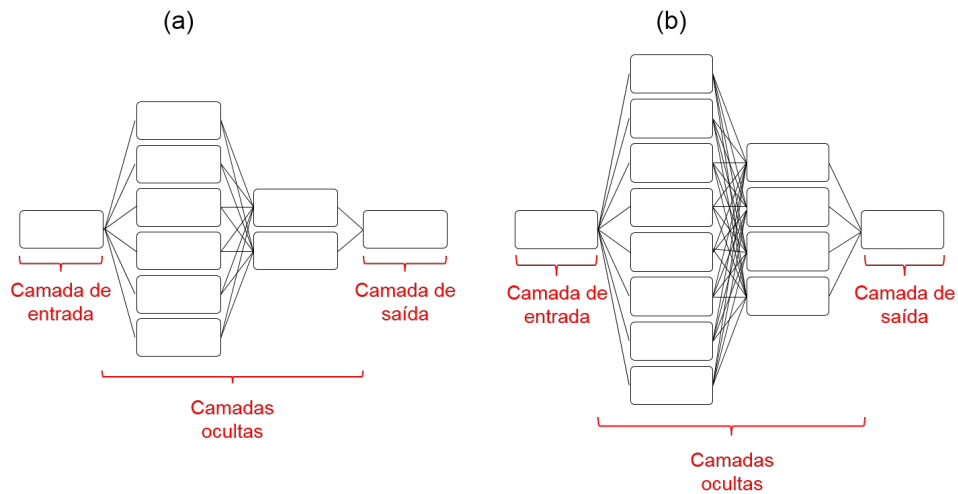 (a)
Camada de
entrada
Camada de
saída
Camadas
ocultas
(b)
Camada de
entrada
Camada de
saída
Camadas
ocultas